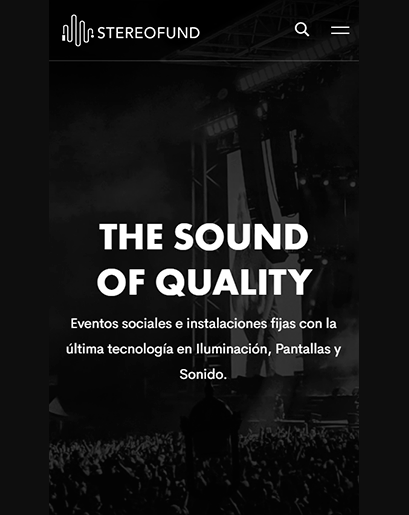 STEREOFUND
THE SOUND
OF QUALITY
Eventos sociales e instalaciones fijas con la
última tecnología en Iluminación, Pantallas y
Sonido.